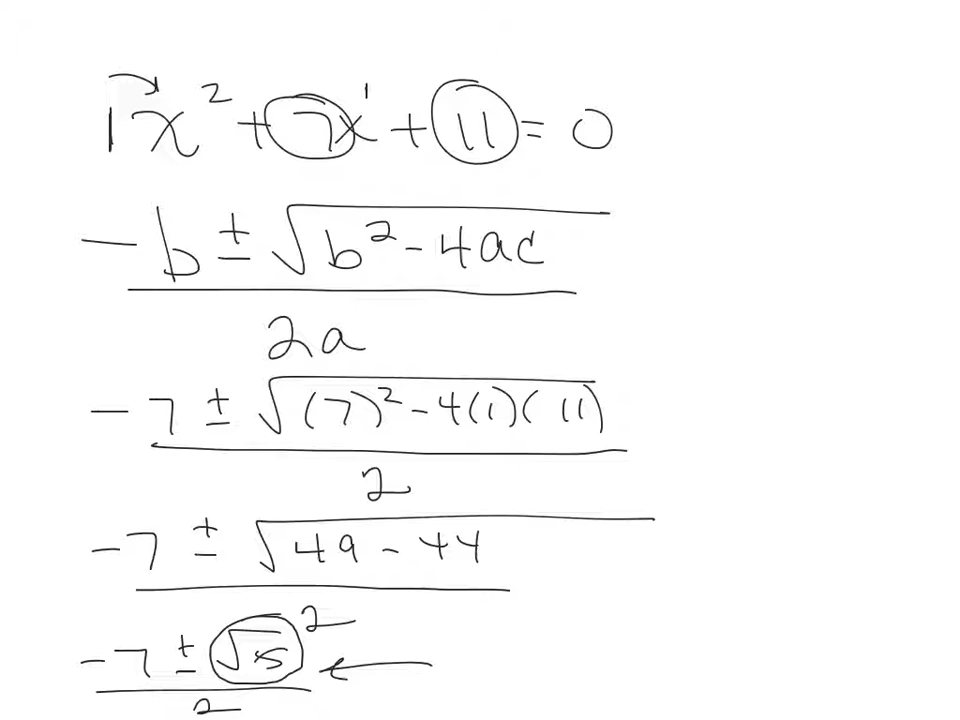 1x² + 7x¹ + 11 = 0
-b ± √(b² - 4ac)
2a
-7 ± √((7)² - 4(1)(11))
2
-7 ± √(49 - 44)
2
-7 ± √5
2